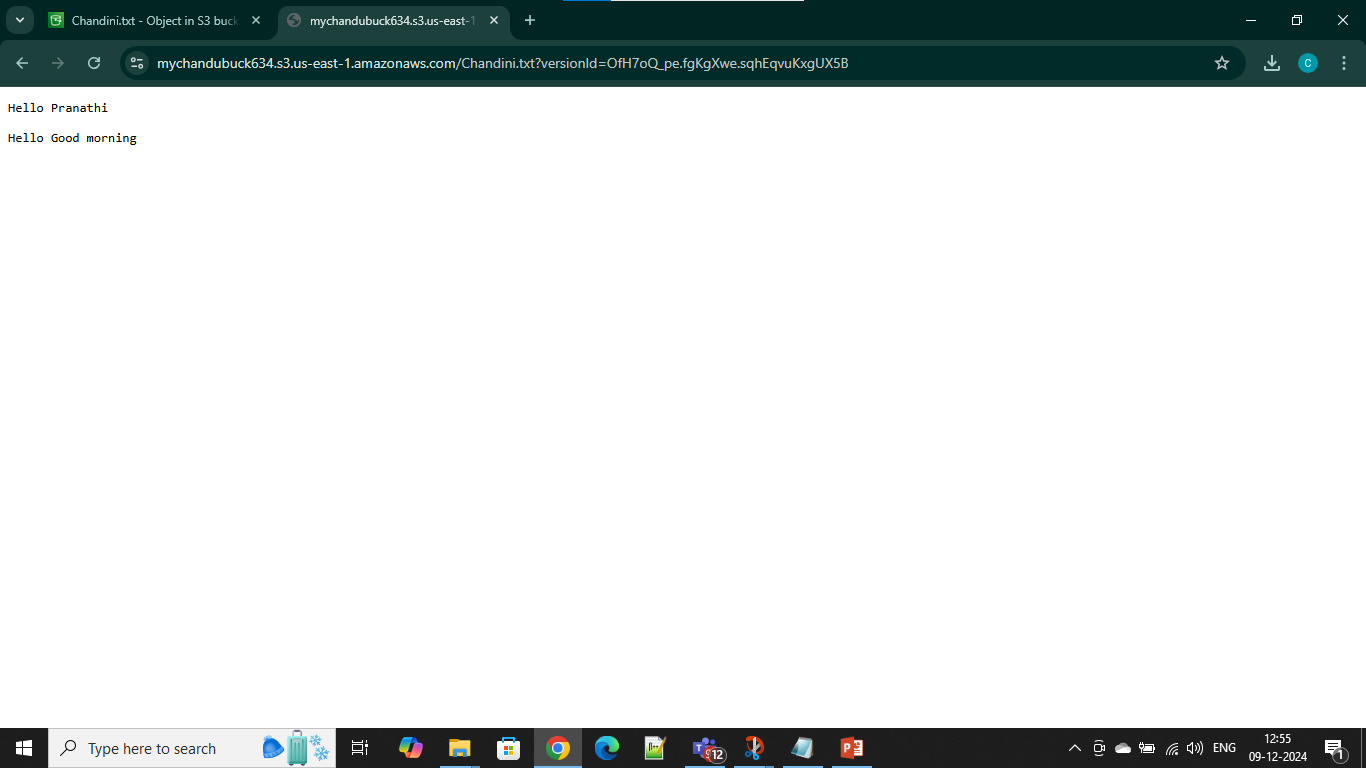 Chandini.txt - Object in S3 buck
mychandubuck634.s3.us-east-1
mychandubuck634.s3.us-east-1.amazonaws.com/Chandini.txt?versionId=OfH7oQ_pe.fgKgXwe.sqhEqvuKxgUX5B
C
Hello Pranathi
Hello Good morning
Type here to search
12
ENG
12:55
09-12-2024
1